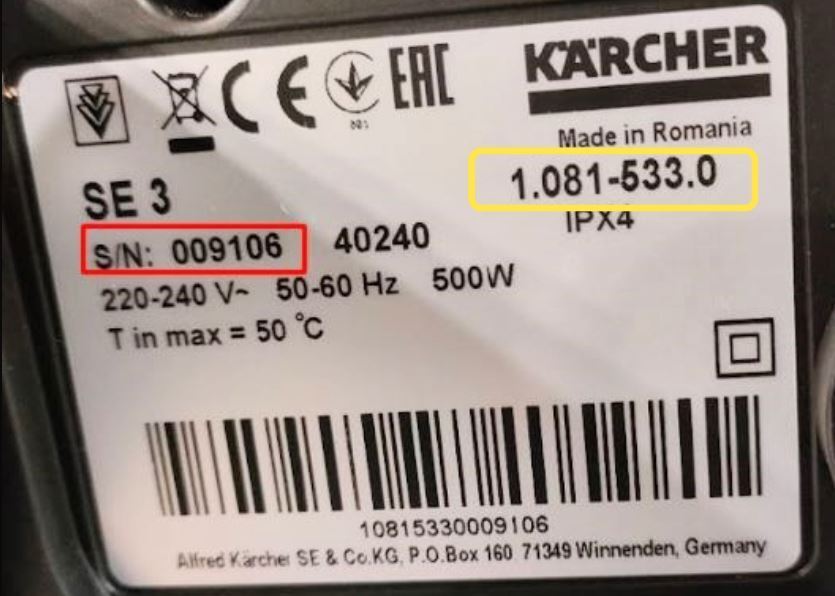 EAC
KÄRCHER
Made in Romania
SE 3
1.081-533.0
IPX4
S/N: 009106 40240
220-240 V~ 50-60 Hz 500W
T in max = 50 °C
10815330009106
Alfred Kärcher SE & Co.KG, P.O.Box 160 71349 Winnenden, Germany